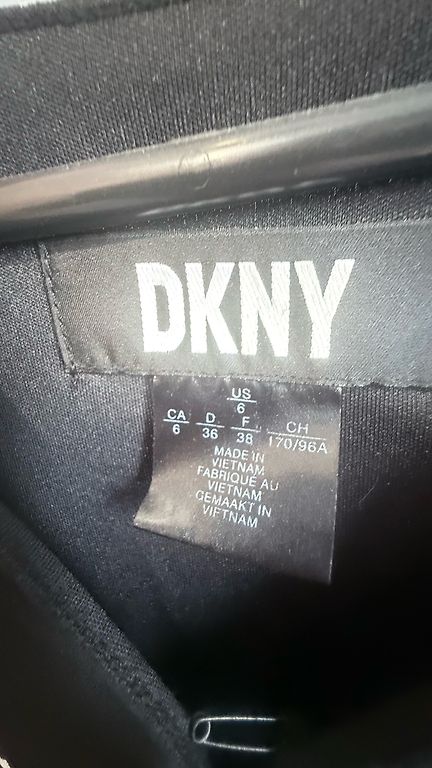 DKNY
US
6
CA D F CH
6 36 38 170/96A
MADE IN
VIETNAM
FABRIQUE AU
VIETNAM
GEMAAKT IN
VIETNAM